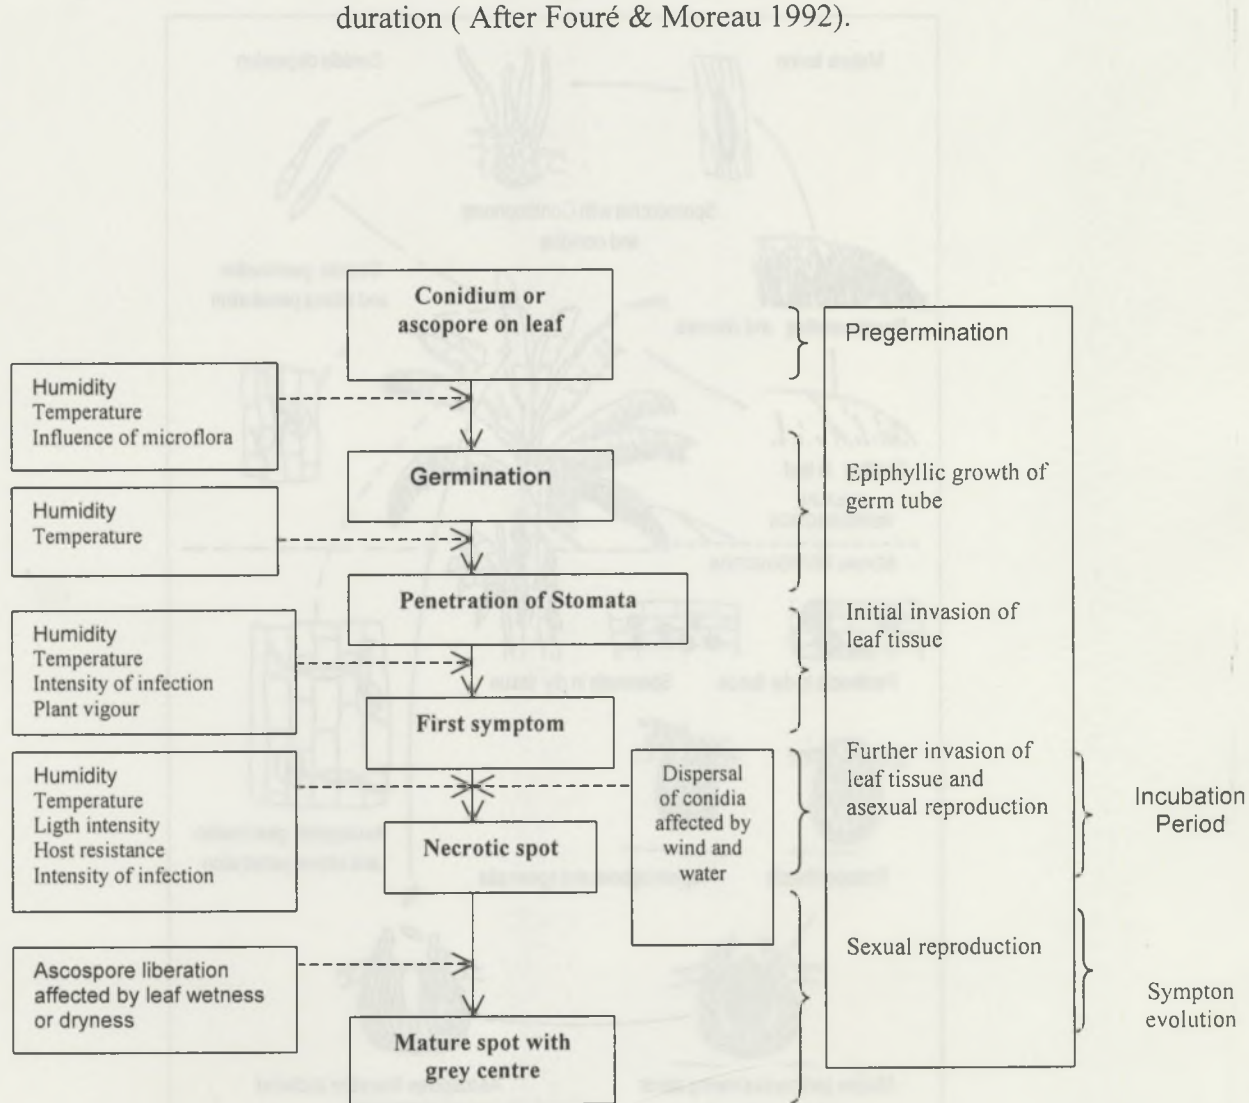 duration ( After Fouré & Moreau 1992).
Conidium or
ascopore on leaf
Pregermination
Humidity
Temperature
Influence of microflora
Germination
Epiphyllic growth of
germ tube
Humidity
Temperature
Penetration of Stomata
Initial invasion of
leaf tissue
Humidity
Temperature
Intensity of infection
Plant vigour
First symptom
Further invasion of
leaf tissue and
asexual reproduction
Dispersal
of conidia
affected by
wind and
water
Incubation
Period
Humidity
Temperature
Ligth intensity
Host resistance
Intensity of infection
Necrotic spot
Sexual reproduction
Ascospore liberation
affected by leaf wetness
or dryness
Sympton
evolution
Mature spot with
grey centre